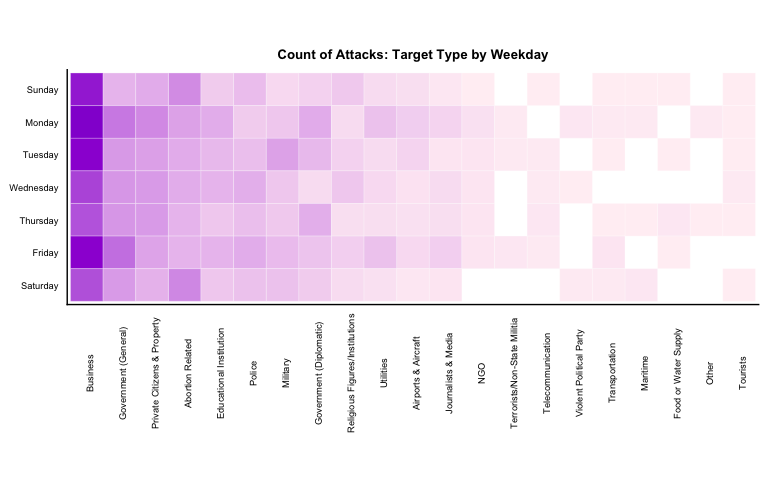 Count of Attacks: Target Type by Weekday
Sunday
Monday
Tuesday
Wednesday
Thursday
Friday
Saturday
Business
Government (General)
Private Citizens & Property
Abortion Related
Educational Institution
Police
Military
Government (Diplomatic)
Religious Figures/Institutions
Utilities
Airports & Aircraft
Journalists & Media
NGO
Terrorists/Non-State Militia
Telecommunication
Violent Political Party
Transportation
Maritime
Food or Water Supply
Other
Tourists